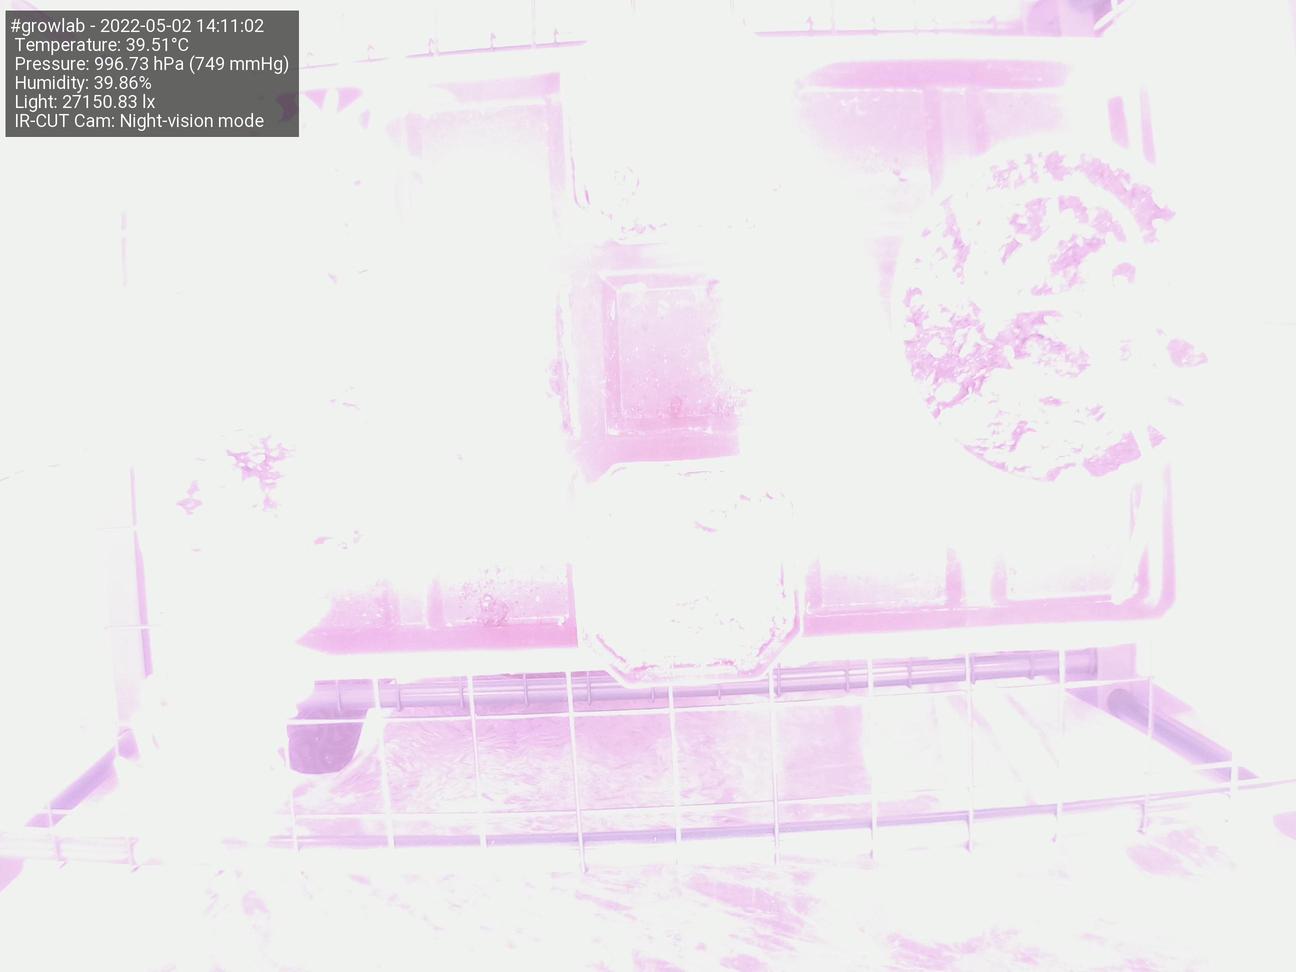 #growlab - 2022-05-02 14:11:02
Temperature: 39.51°C
Pressure: 996.73 hPa (749 mmHg)
Humidity: 39.86%
Light: 27150.83 lx
IR-CUT Cam: Night-vision mode